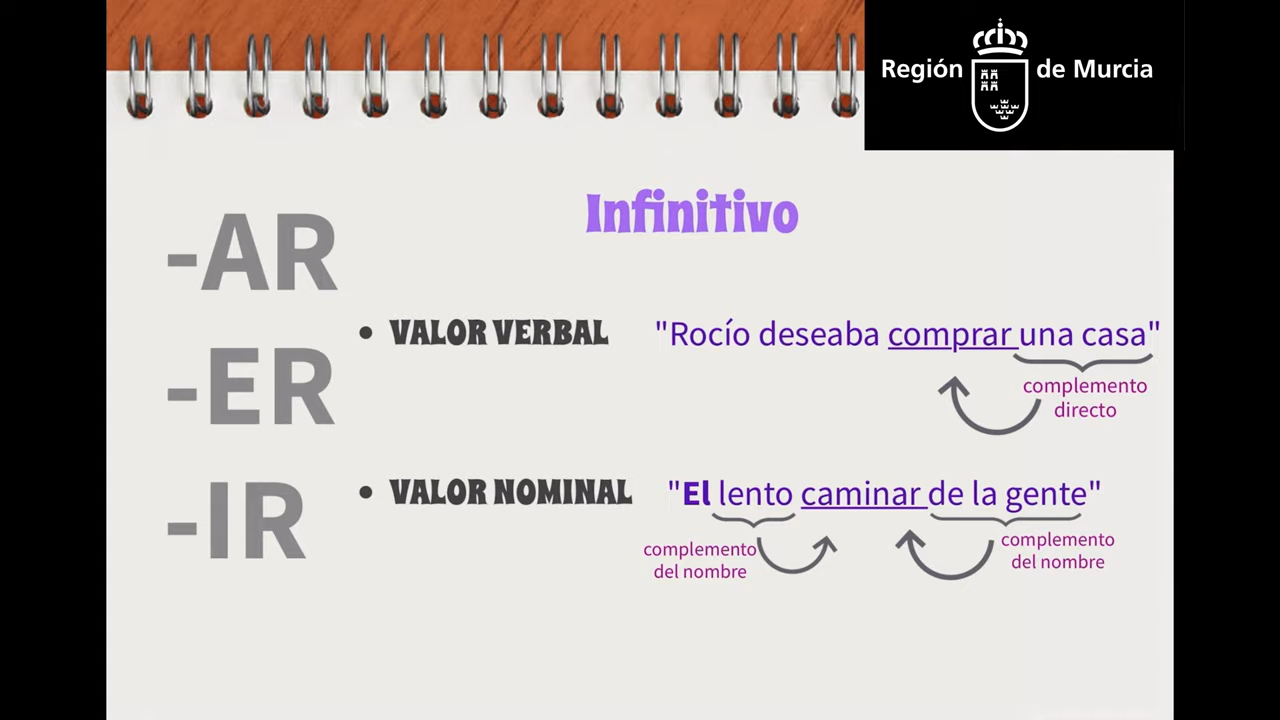 Región de Murcia
Infinitivo
-AR
-ER
-IR
• VALOR VERBAL
"Rocío deseaba comprar una casa"
complemento
directo
• VALOR NOMINAL
"El lento caminar de la gente"
complemento
del nombre
complemento
del nombre